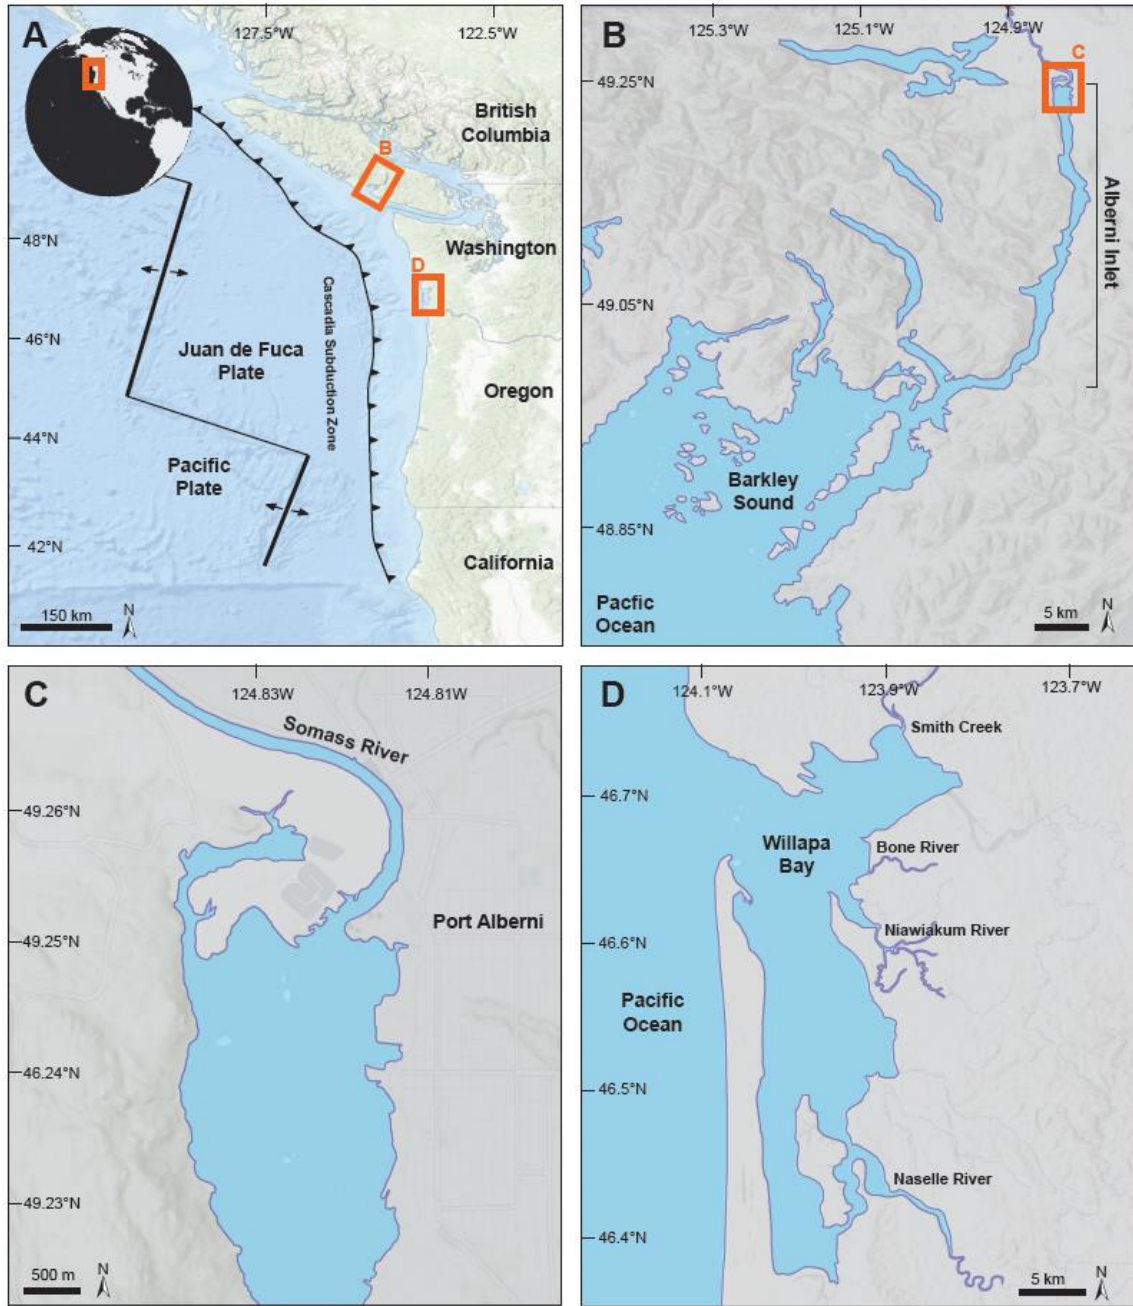 A
127.5°W
122.5°W
British
Columbia
B
48°N
Washington
D
Cascadia Subduction Zone
46°N
Juan de Fuca
Plate
Oregon
44°N
Pacific
Plate
42°N
California
150 km
N
B
125.3°W
125.1°W
124.9°W
C
49.25°N
Alberni Inlet
49.05°N
Barkley
Sound
48.85°N
Pacfic
Ocean
5 km
N
C
124.83W
124.81°W
Somass River
49.26°N
Port Alberni
49.25°N
46.24°N
49.23°N
500 m
N
D
124.1°W
123.9°W
123.7°W
Smith Creek
46.7°N
Willapa
Bay
Bone River
Niawiakum River
46.6°N
Pacific
Ocean
46.5°N
Naselle River
46.4°N
5 km
N